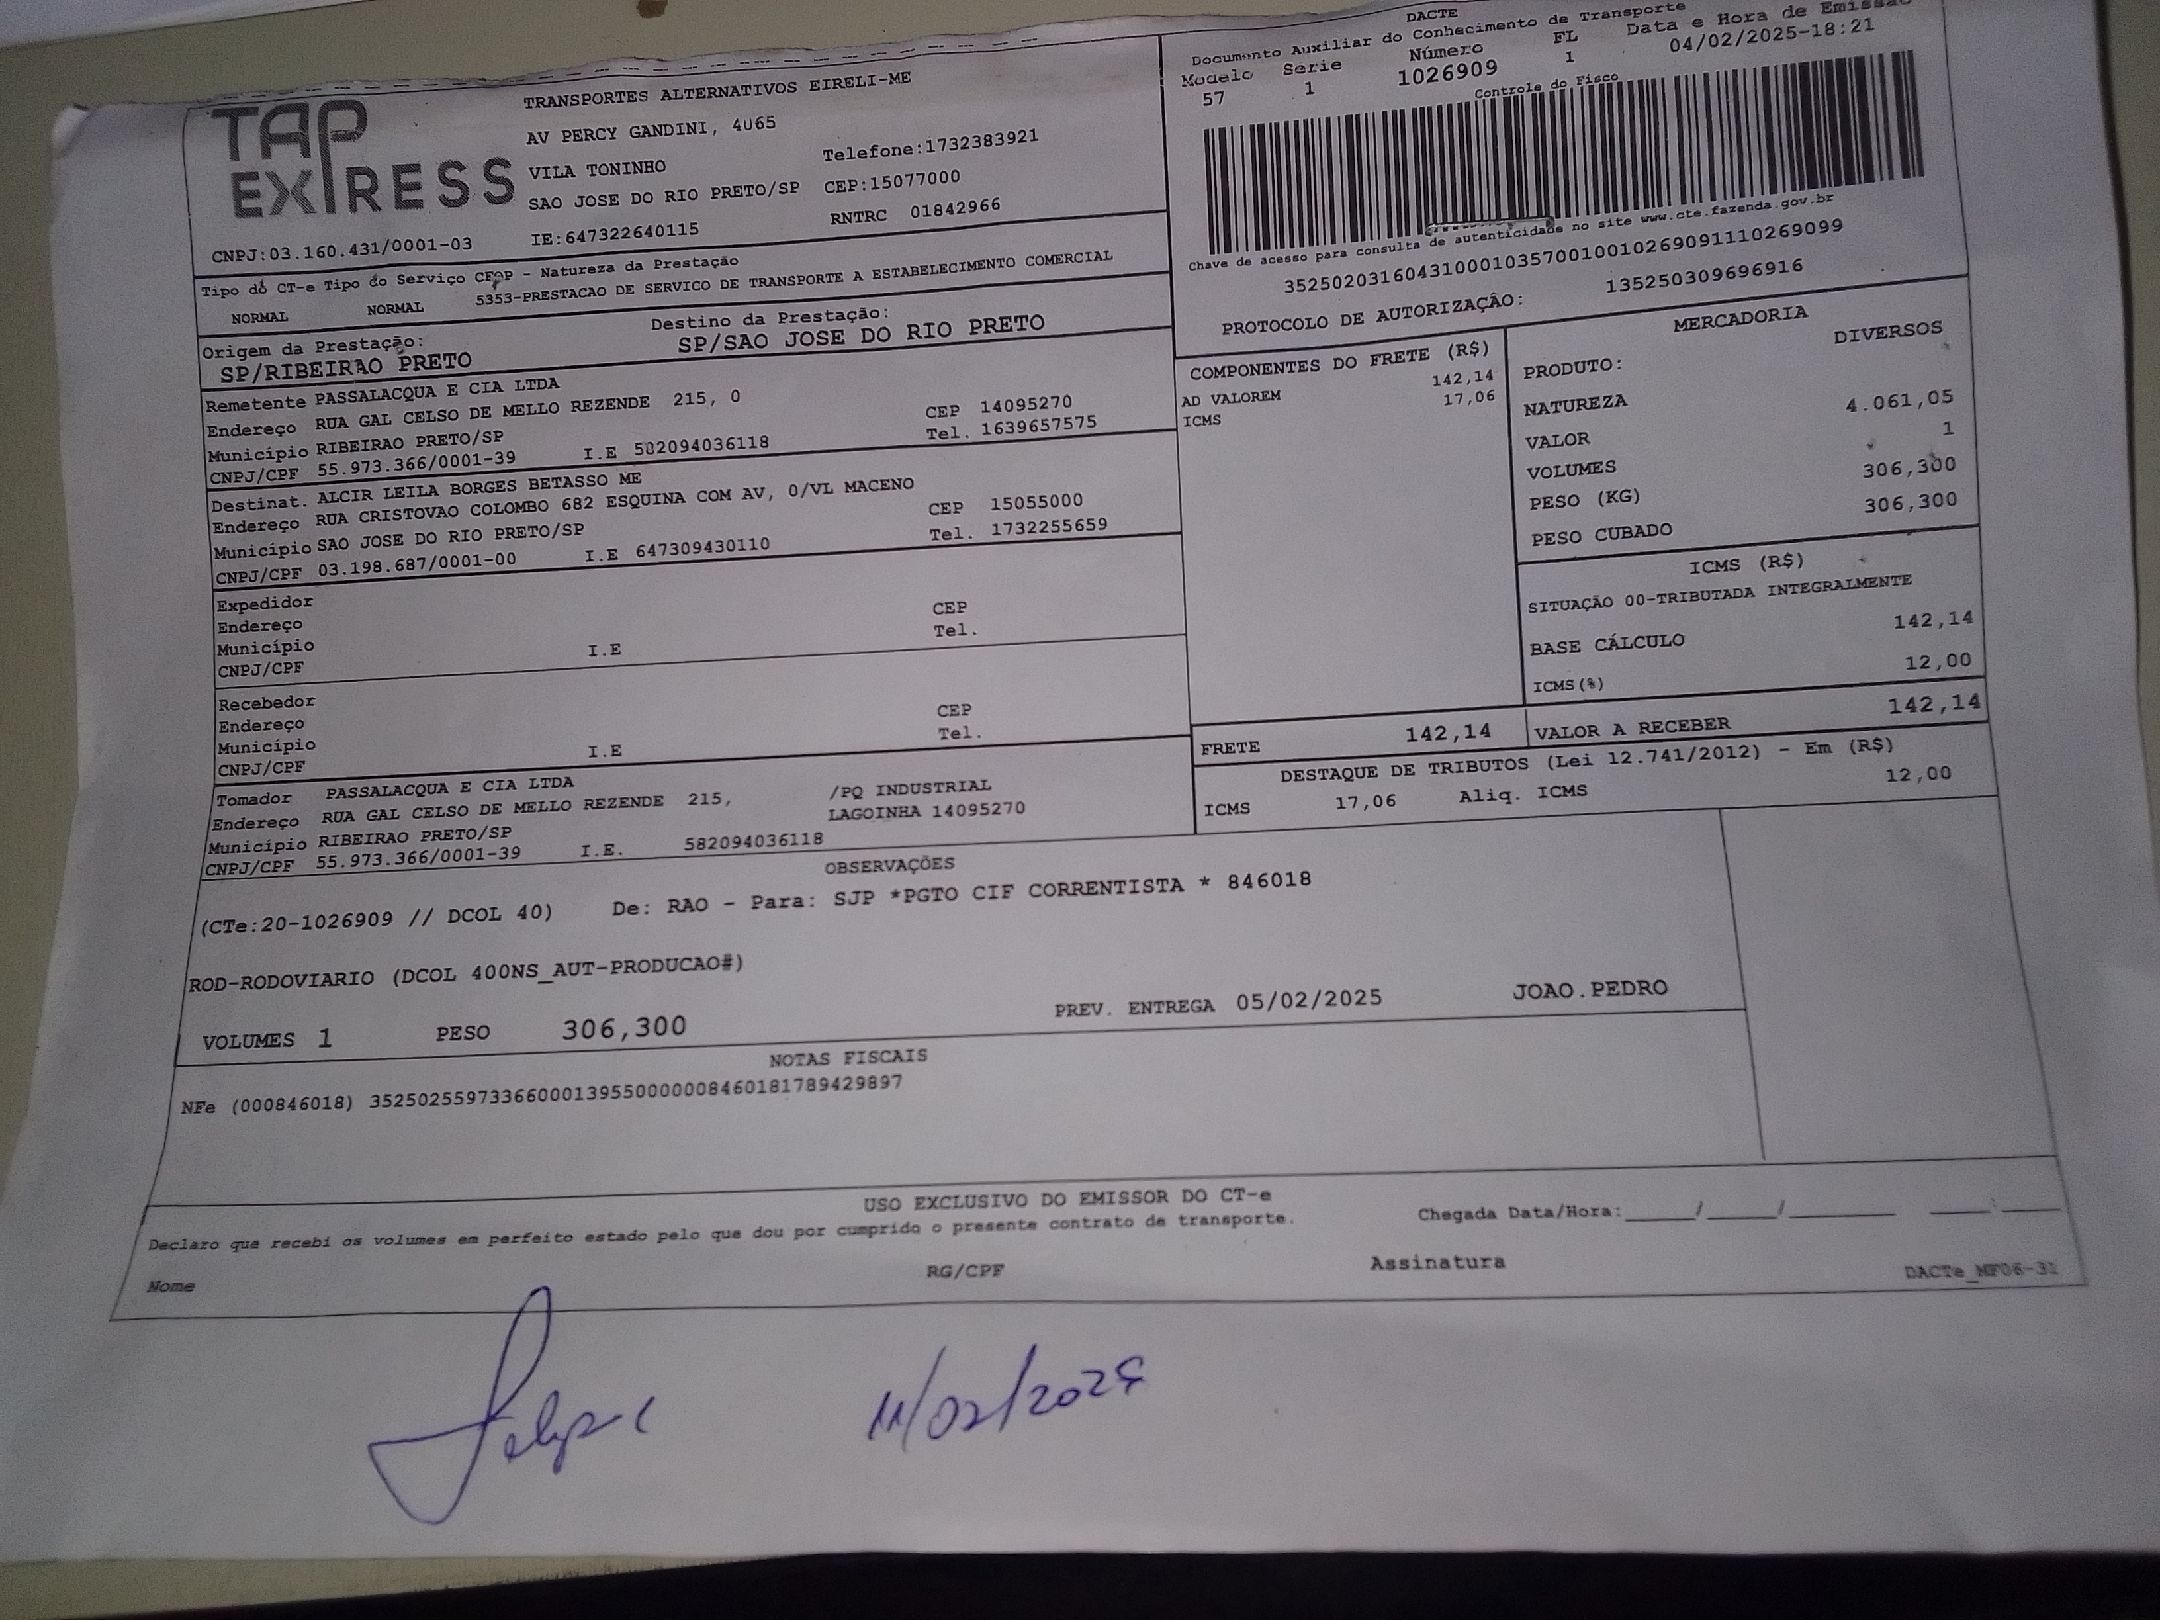 TAP EXPRESS
TRANSPORTES ALTERNATIVOS EIRELI-ME
AV PERCY GANDINI, 4065
VILA TONINHO
Telefone:1732383921
SAO JOSE DO RIO PRETO/SP CEP:15077000
CNPJ:03.160.431/0001-03 IE:647322640115 RNTRC 01842966
DACTE
Documento Auxiliar do Conhecimento de Transporte
Modelo Serie Número FL Data e Hora de Emissão
57 1 1026909 1 04/02/2025-18:21
Controle do Fisco
Chave de acesso para consulta de autenticidade no site www.cte.fazenda.gov.br
35250203160431000103570010010269091110269099
PROTOCOLO DE AUTORIZAÇÃO: 135250309696916
Tipo do CT-e Tipo do Serviço CFOP - Natureza da Prestação
NORMAL NORMAL 5353-PRESTACAO DE SERVICO DE TRANSPORTE A ESTABELECIMENTO COMERCIAL
Origem da Prestação: Destino da Prestação:
SP/RIBEIRAO PRETO SP/SAO JOSE DO RIO PRETO
Remetente PASSALACQUA E CIA LTDA
Endereço RUA GAL CELSO DE MELLO REZENDE 215, 0 CEP 14095270
Município RIBEIRAO PRETO/SP Tel. 1639657575
CNPJ/CPF 55.973.366/0001-39 I.E 582094036118
Destinat. ALCIR LEILA BORGES BETASSO ME
Endereço RUA CRISTOVAO COLOMBO 682 ESQUINA COM AV, 0/VL MACENO CEP 15055000
Município SAO JOSE DO RIO PRETO/SP Tel. 1732255659
CNPJ/CPF 03.198.687/0001-00 I.E 647309430110
Expedidor
Endereço CEP
Município Tel.
CNPJ/CPF I.E
Recebedor
Endereço CEP
Município Tel.
CNPJ/CPF I.E
Tomador PASSALACQUA E CIA LTDA
Endereço RUA GAL CELSO DE MELLO REZENDE 215, /PQ INDUSTRIAL
Município RIBEIRAO PRETO/SP LAGOINHA 14095270
CNPJ/CPF 55.973.366/0001-39 I.E. 582094036118
COMPONENTES DO FRETE (R$)
AD VALOREM 142,14
ICMS 17,06
MERCADORIA
PRODUTO: DIVERSOS
NATUREZA
VALOR 4.061,05
VOLUMES 1
PESO (KG) 306,300
PESO CUBADO 306,300
ICMS (R$)
SITUAÇÃO 00-TRIBUTADA INTEGRALMENTE
BASE CÁLCULO 142,14
ICMS(%) 12,00
FRETE 142,14 VALOR A RECEBER 142,14
DESTAQUE DE TRIBUTOS (Lei 12.741/2012) - Em (R$)
ICMS 17,06 Aliq. ICMS 12,00
OBSERVAÇÕES
(CTe:20-1026909 // DCOL 40) De: RAO - Para: SJP *PGTO CIF CORRENTISTA * 846018
ROD-RODOVIARIO (DCOL 400NS_AUT-PRODUCAO#)
VOLUMES 1 PESO 306,300 PREV. ENTREGA 05/02/2025 JOAO.PEDRO
NOTAS FISCAIS
NFe (000846018) 35250255973366000139550000008460181789429897
USO EXCLUSIVO DO EMISSOR DO CT-e
Declaro que recebi os volumes em perfeito estado pelo que dou por cumprido o presente contrato de transporte. Chegada Data/Hora:
Nome RG/CPF Assinatura DACTe_MF06-31
Felipe 11/02/2025